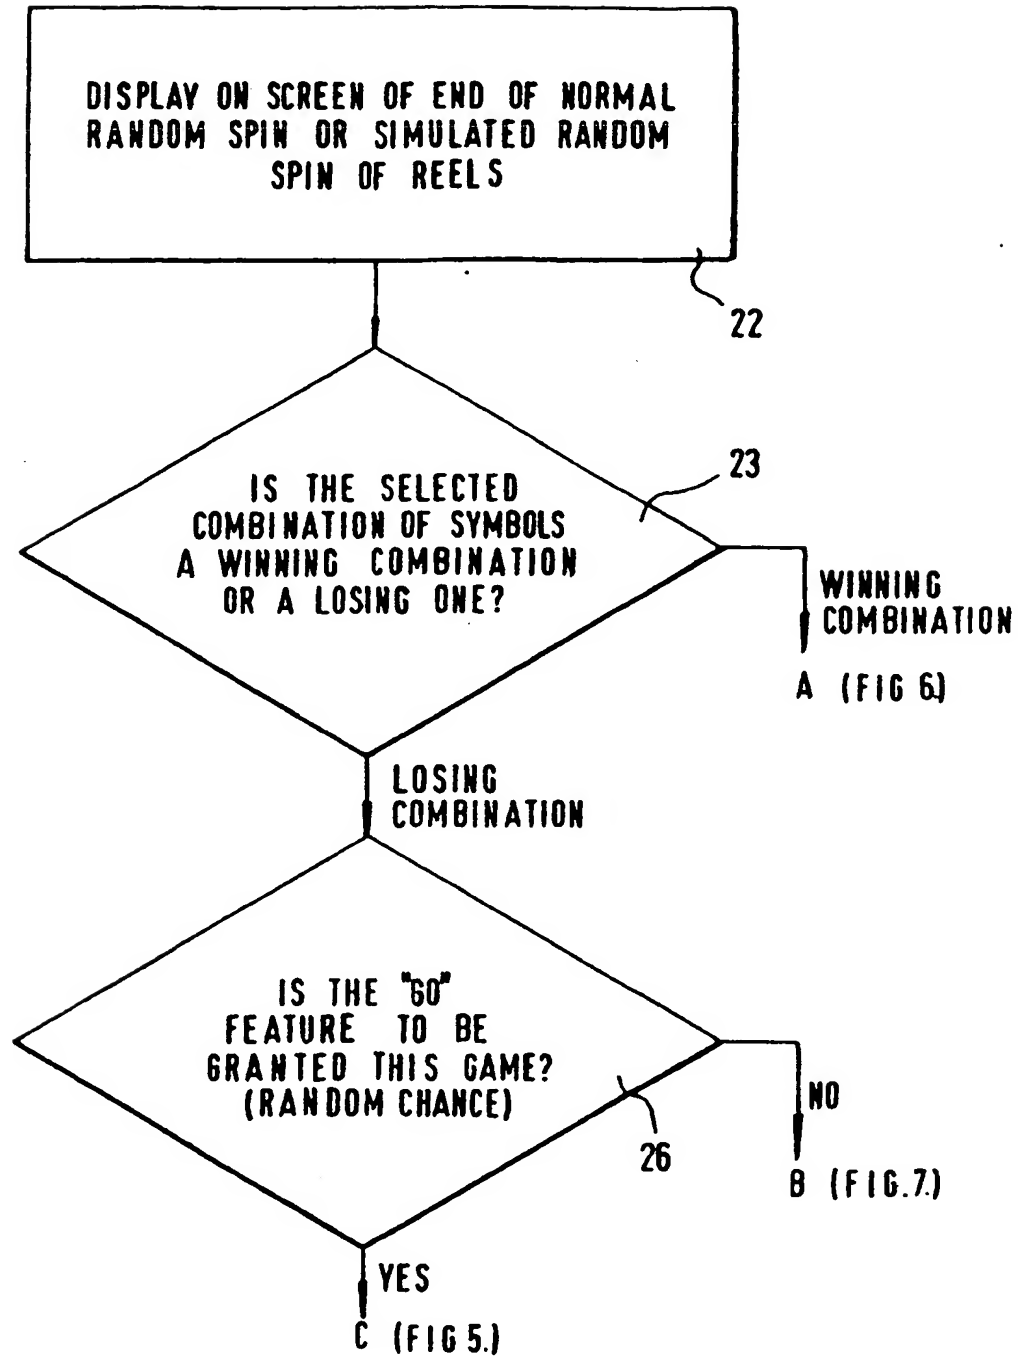 DISPLAY ON SCREEN OF END OF NORMAL
RANDOM SPIN OR SIMULATED RANDOM
SPIN OF REELS
22
23
IS THE SELECTED
COMBINATION OF SYMBOLS
A WINNING COMBINATION
OR A LOSING ONE?
WINNING
COMBINATION
A (FIG 6.)
LOSING
COMBINATION
IS THE "GO"
FEATURE TO BE
GRANTED THIS GAME?
(RANDOM CHANCE)
26
NO
B (FIG.7.)
YES
C (FIG 5.)